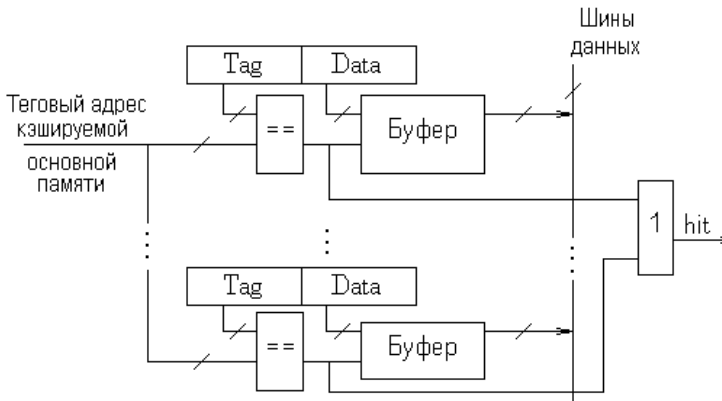 Шины
данных
Tag Data
Теговый адрес
кэшируемой
основной
памяти
==
Буфер
1
hit
Tag Data
==
Буфер